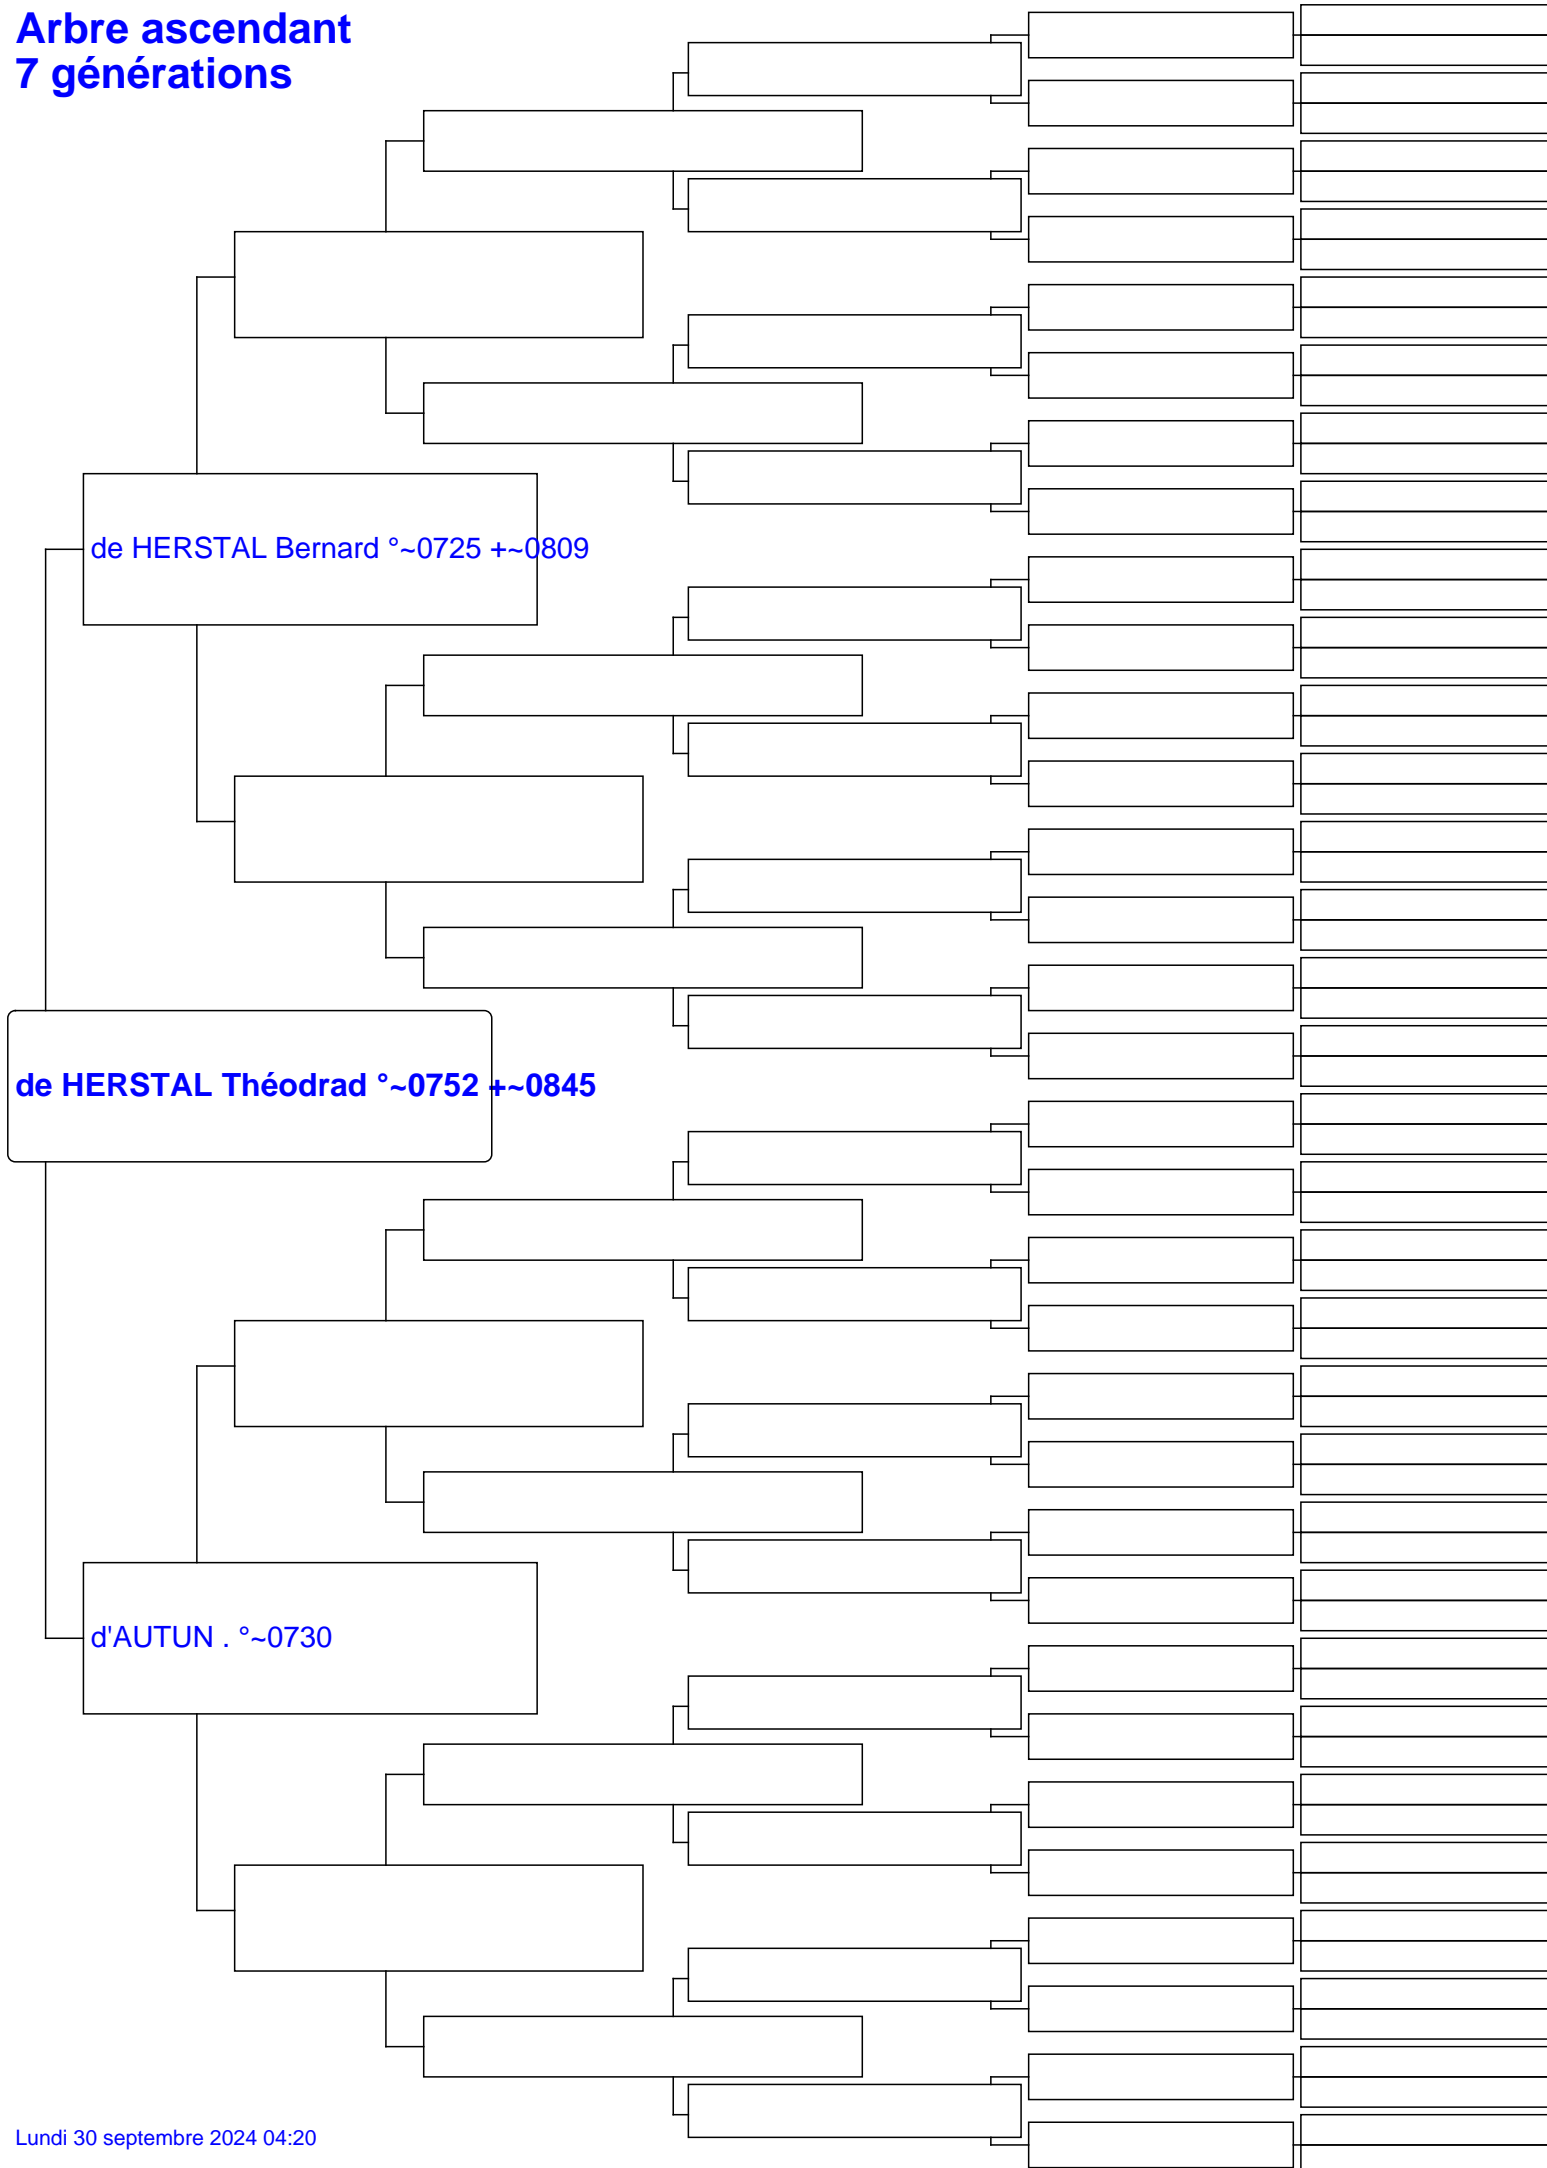 Arbre ascendant
7 générations
de HERSTAL Bernard °~0725 +~0809
de HERSTAL Théodrad °~0752 +~0845
d'AUTUN . °~0730
Lundi 30 septembre 2024 04:20